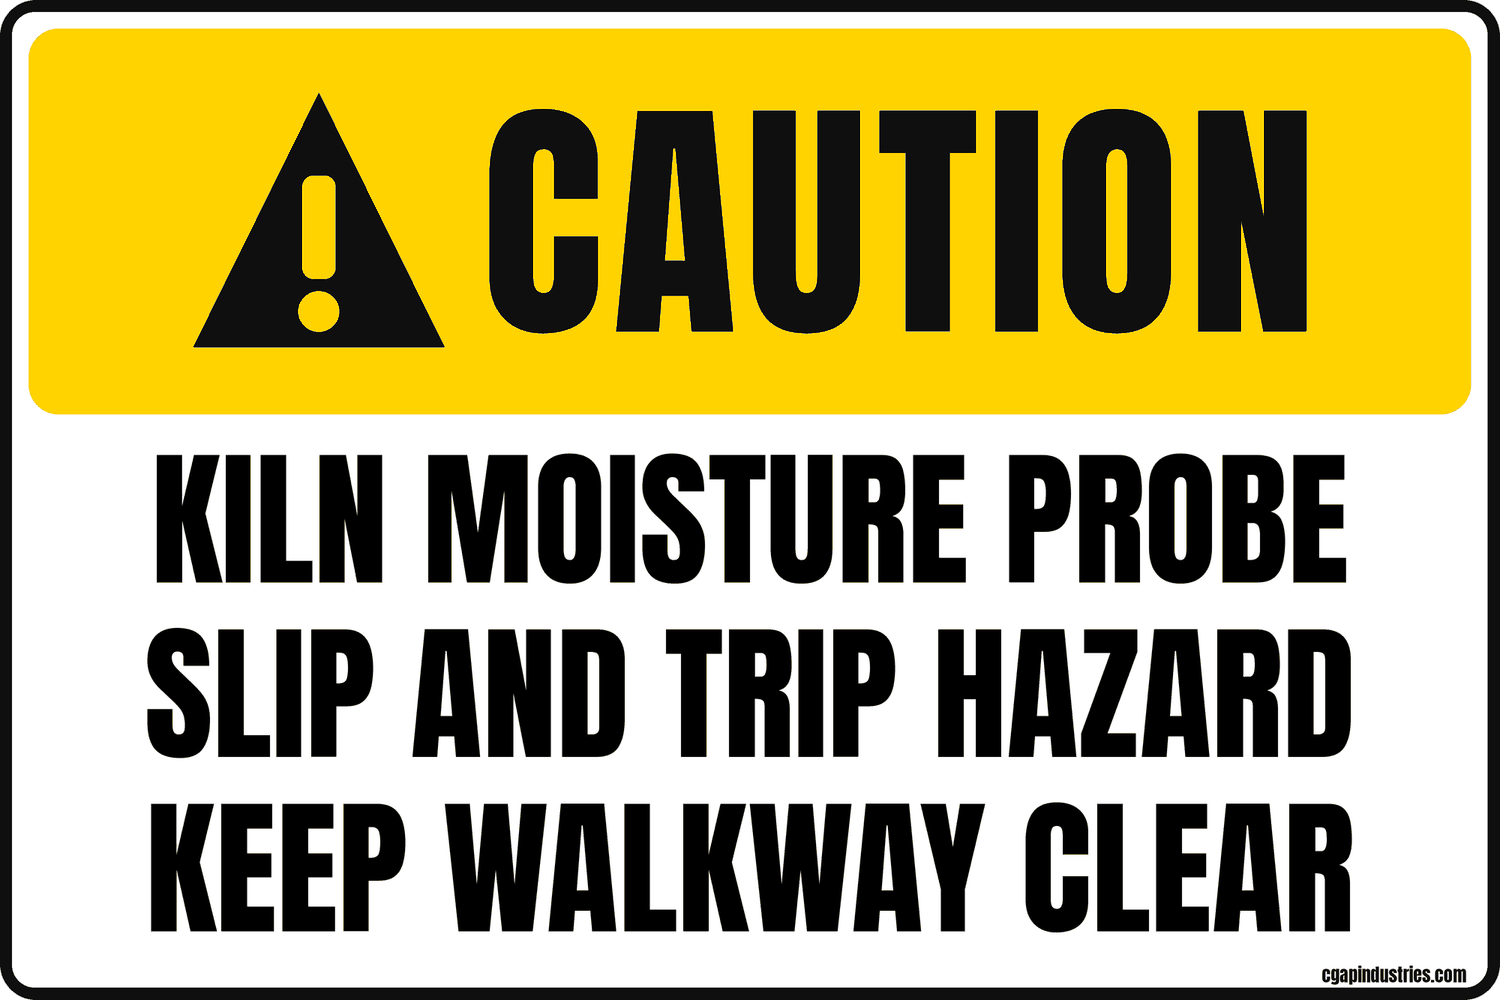 CAUTION
KILN MOISTURE PROBE
SLIP AND TRIP HAZARD
KEEP WALKWAY CLEAR
cgapindustries.com